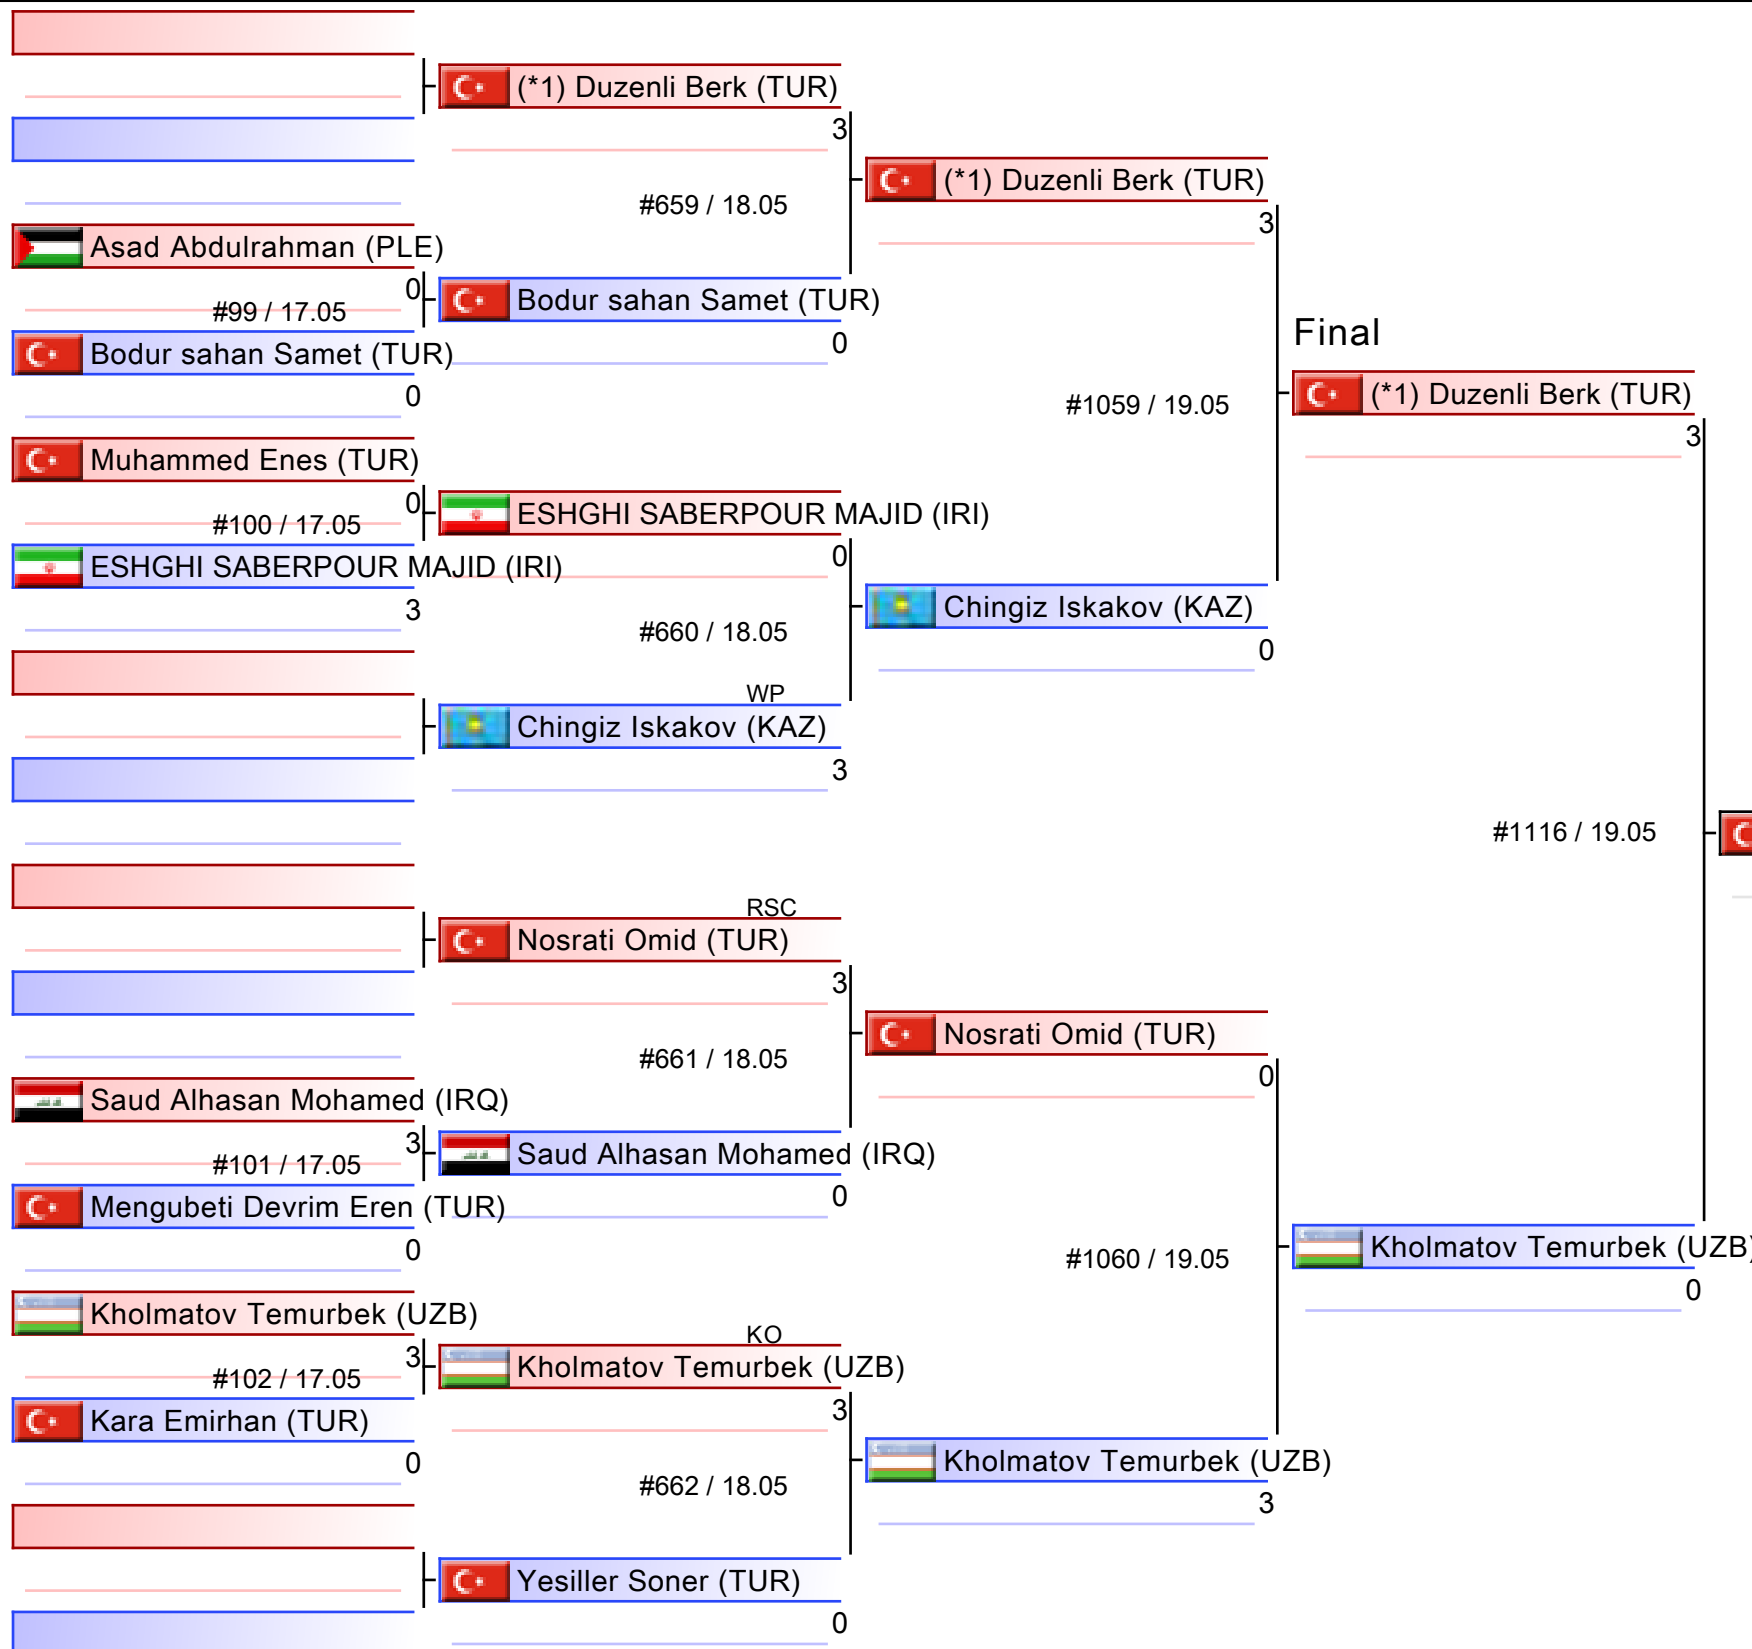 (*1) Duzenli Berk (TUR)
3
#659 / 18.05
(*1) Duzenli Berk (TUR)
3
Asad Abdulrahman (PLE)
0
#99 / 17.05
Bodur sahan Samet (TUR)
0
Bodur sahan Samet (TUR)
0
Final
#1059 / 19.05
(*1) Duzenli Berk (TUR)
3
Muhammed Enes (TUR)
0
#100 / 17.05
ESHGHI SABERPOUR MAJID (IRI)
3
ESHGHI SABERPOUR MAJID (IRI)
0
#660 / 18.05
Chingiz Iskakov (KAZ)
0
WP
Chingiz Iskakov (KAZ)
3
#1116 / 19.05
RSC
Nosrati Omid (TUR)
3
#661 / 18.05
Nosrati Omid (TUR)
0
Saud Alhasan Mohamed (IRQ)
3
#101 / 17.05
Mengubeti Devrim Eren (TUR)
0
Saud Alhasan Mohamed (IRQ)
0
#1060 / 19.05
Kholmatov Temurbek (UZB)
0
Kholmatov Temurbek (UZB)
3
#102 / 17.05
Kara Emirhan (TUR)
0
KO
Kholmatov Temurbek (UZB)
3
#662 / 18.05
Kholmatov Temurbek (UZB)
3
Yesiller Soner (TUR)
0